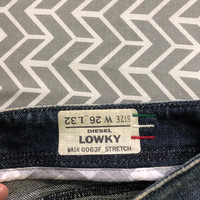 SIZE W 26 L 32
DIESEL
LOWKY
WASH 0063F STRETCH